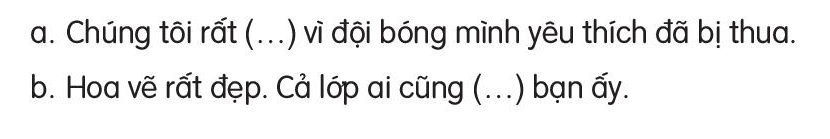 a. Chúng tôi rất (...) vì đội bóng mình yêu thích đã bị thua.
b. Hoa vẽ rất đẹp. Cả lớp ai cũng (...) bạn ấy.